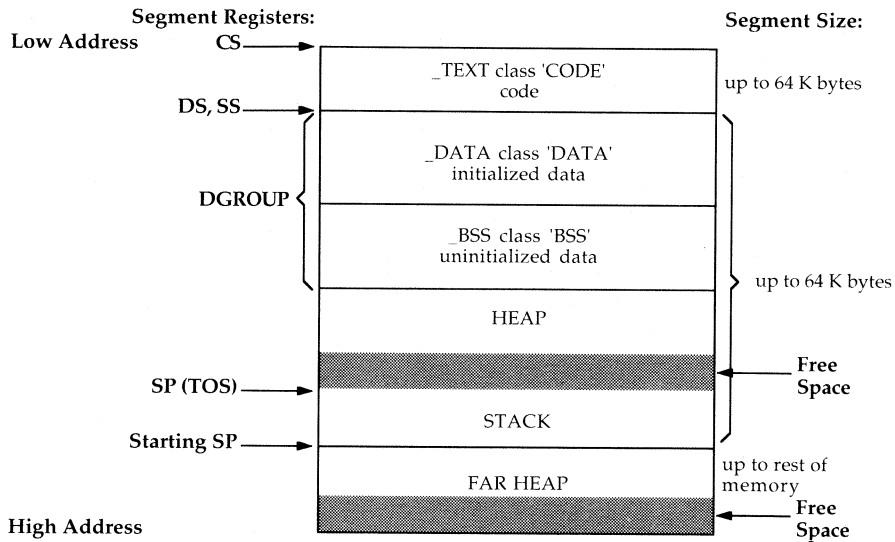 Segment Registers:
Segment Size:
Low Address
CS
_TEXT class 'CODE'
code
up to 64 K bytes
DS, SS
_DATA class 'DATA'
initialized data
DGROUP
_BSS class 'BSS'
uninitialized data
up to 64 K bytes
HEAP
Free
Space
SP (TOS)
STACK
Starting SP
up to rest of
memory
FAR HEAP
Free
Space
High Address